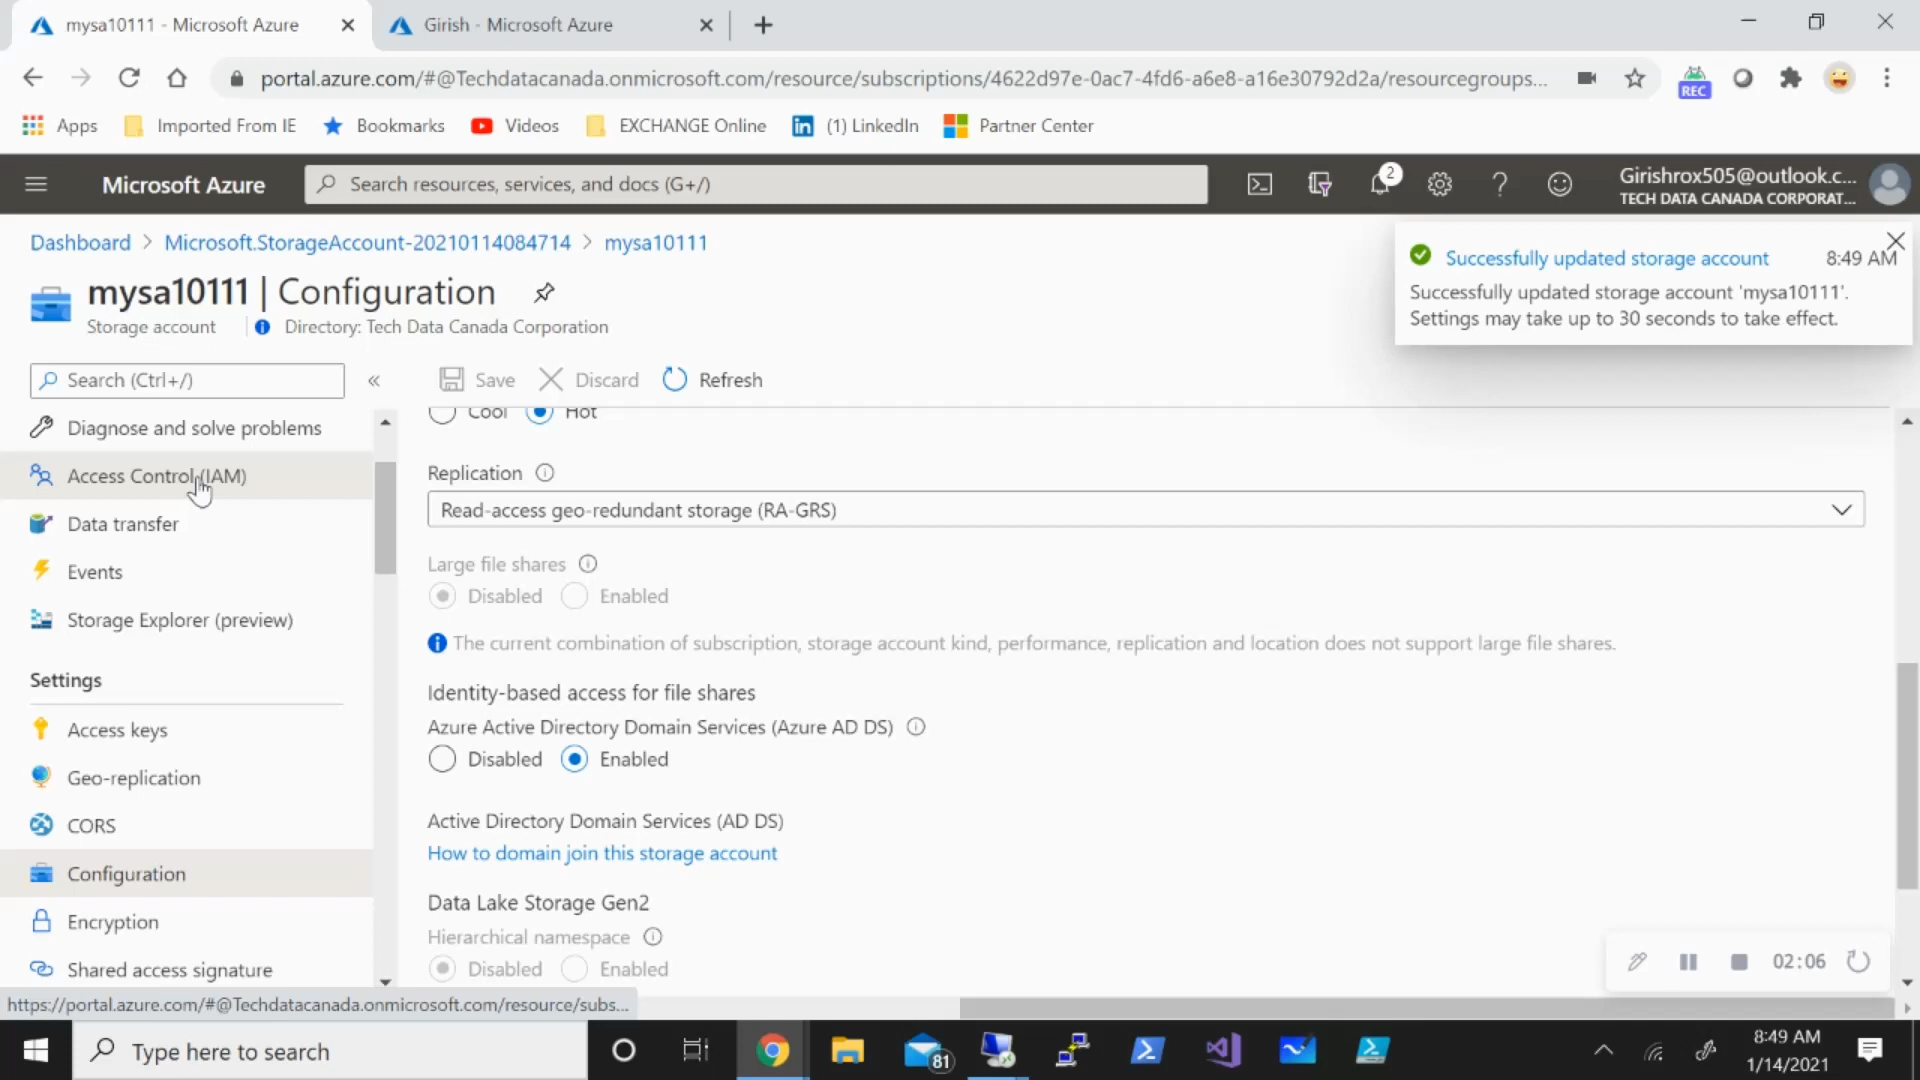 mysa10111 - Microsoft Azure
Girish - Microsoft Azure
portal.azure.com/#@Techdatacanada.onmicrosoft.com/resource/subscriptions/4622d97e-0ac7-4fd6-a6e8-a16e30792d2a/resourcegroups...
REC
Apps
Imported From IE
Bookmarks
Videos
EXCHANGE Online
(1) LinkedIn
Partner Center
Microsoft Azure
Search resources, services, and docs (G+/)
2
Girishrox505@outlook.c...
TECH DATA CANADA CORPORAT...
Dashboard > Microsoft.StorageAccount-20210114084714 > mysa10111
Successfully updated storage account
8:49 AM
Successfully updated storage account 'mysa10111'.
Settings may take up to 30 seconds to take effect.
mysa10111 | Configuration
Storage account
Directory: Tech Data Canada Corporation
Search (Ctrl+/)
«
Save
Discard
Refresh
Diagnose and solve problems
Access Control (IAM)
Data transfer
Events
Storage Explorer (preview)
Settings
Access keys
Geo-replication
CORS
Configuration
Encryption
Shared access signature
Cool
Hot
Replication
Read-access geo-redundant storage (RA-GRS)
Large file shares
Disabled
Enabled
The current combination of subscription, storage account kind, performance, replication and location does not support large file shares.
Identity-based access for file shares
Azure Active Directory Domain Services (Azure AD DS)
Disabled
Enabled
Active Directory Domain Services (AD DS)
How to domain join this storage account
Data Lake Storage Gen2
Hierarchical namespace
Disabled
Enabled
02:06
https://portal.azure.com/#@Techdatacanada.onmicrosoft.com/resource/subs...
Type here to search
81
8:49 AM
1/14/2021